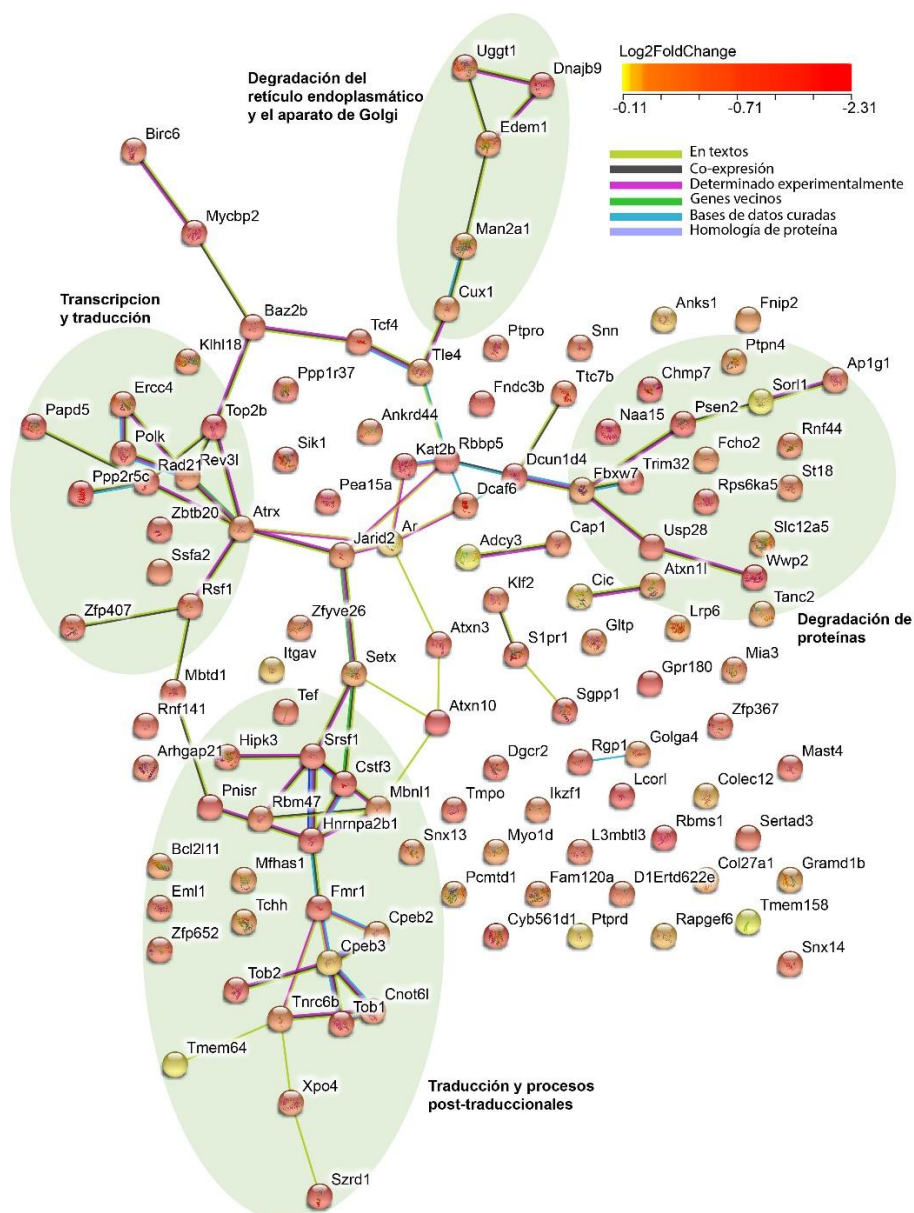 Log2FoldChange
-0.11
-0.71
-2.31
En textos
Co-expresión
Determinado experimentalmente
Genes vecinos
Bases de datos curadas
Homología de proteína
Degradación del
retículo endoplasmático
y el aparato de Golgi
Uggt1
Dnajb9
Edem1
Man2a1
Cux1
Birc6
Mycbp2
Baz2b
Tcf4
Tle4
Ptpro
Snn
Anks1
Fnip2
Transcripcion
y traducción
Klhl18
Ercc4
Papd5
Polk
Top2b
Rad21
Rev3l
Ppp2r5c
Zbtb20
Atrx
Ssfa2
Rsf1
Zfp407
Ppp1r37
Ankrd44
Sik1
Pea15a
Fndc3b
Ttc7b
Kat2b
Rbbp5
Dcun1d4
Dcaf6
Ar
Jarid2
Adcy3
Cap1
Ptpn4
Chmp7
Sorl1
Ap1g1
Psen2
Naa15
Fcho2
Rnf44
Fbxw7
Trim32
St18
Rps6ka5
Slc12a5
Usp28
Wwp2
Cic
Atxn1l
Tanc2
Degradación de
proteínas
Klf2
Lrp6
Gltp
S1pr1
Mia3
Gpr180
Sgpp1
Zfp367
Zfyve26
Itgav
Atxn3
Setx
Atxn10
Mbtd1
Rnf141
Arhgap21
Tef
Hipk3
Srsf1
Cstf3
Pnisr
Rbm47
Mbnl1
Hnrnpa2b1
Dgcr2
Rgp1
Golga4
Mast4
Tmpo
Ikzf1
Lcorl
Colec12
Snx13
Myo1d
L3mbtl3
Rbms1
Sertad3
Bcl2l11
Mfhas1
Pcmtd1
Fam120a
D1Ertd622e
Col27a1
Gramd1b
Eml1
Tchh
Fmr1
Cpeb2
Cyb561d1
Ptprd
Rapgef6
Tmem158
Zfp652
Cpeb3
Snx14
Tob2
Tnrc6b
Tob1
Cnot6l
Tmem64
Xpo4
Szrd1
Traducción y procesos
post-traduccionales